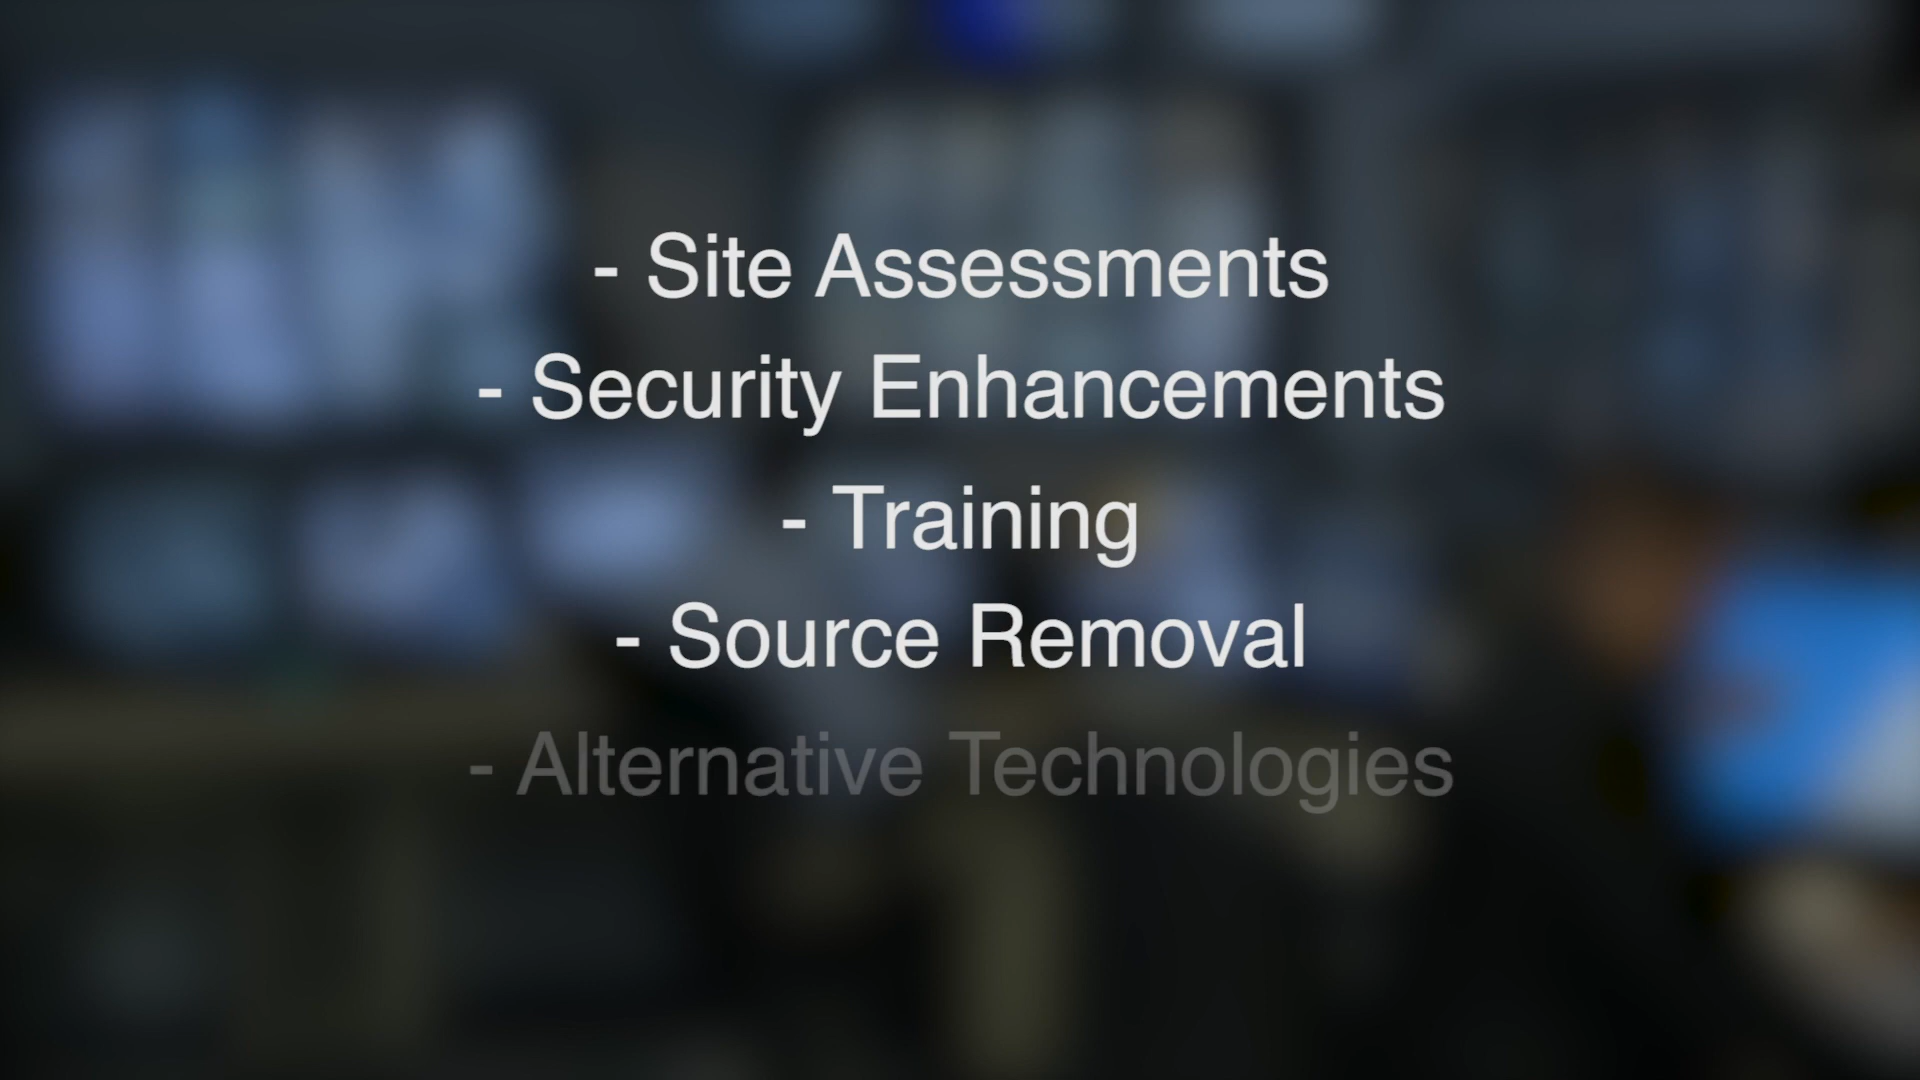 - Site Assessments
- Security Enhancements
- Training
- Source Removal
- Alternative Technologies